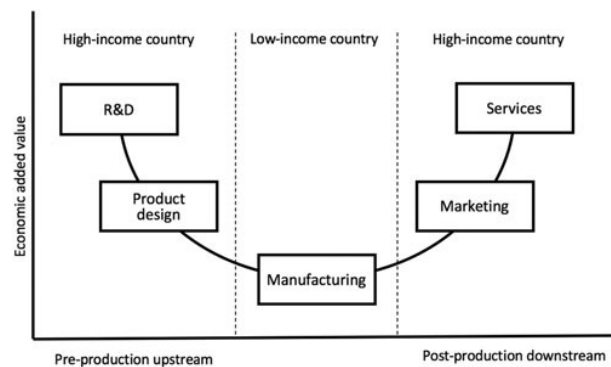 High-income country
Low-income country
High-income country
R&D
Services
Product
design
Marketing
Manufacturing
Economic added value
Pre-production upstream
Post-production downstream